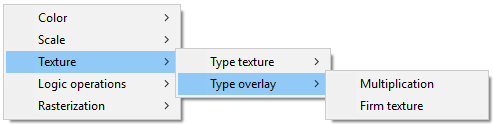 Color
Scale
Texture
Logic operations
Rasterization
Type texture
Type overlay
Multiplication
Firm texture